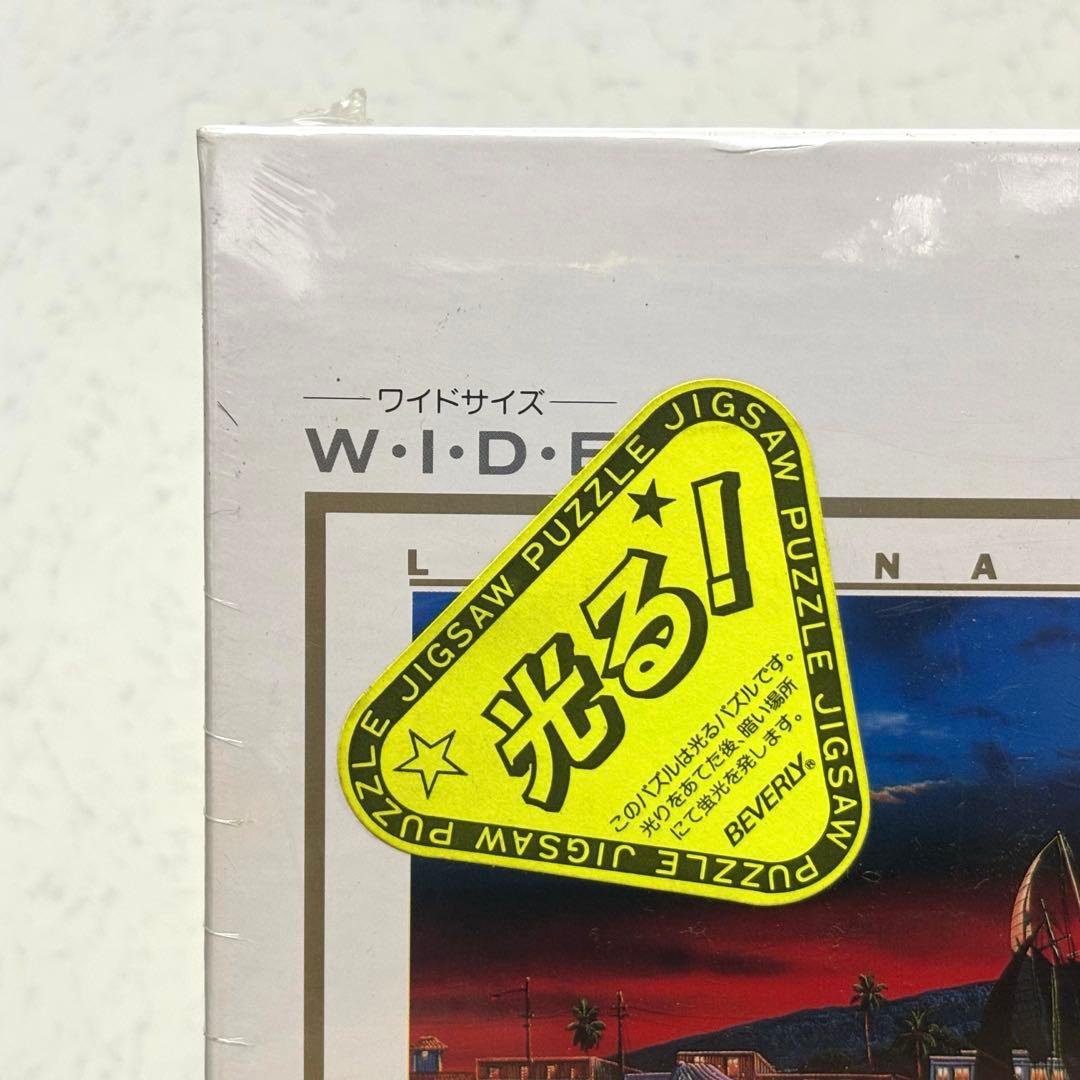 ワイドサイズ
W・I・D・E
L N A
JIGSAW PUZZLE JIGSAW PUZZLE JIGSAW PUZZLE JIGSAW PUZZLE
光る!
このパズルは光るパズルです。
光りをあてた後、暗い場所
にて蛍光を発します。
BEVERLY®